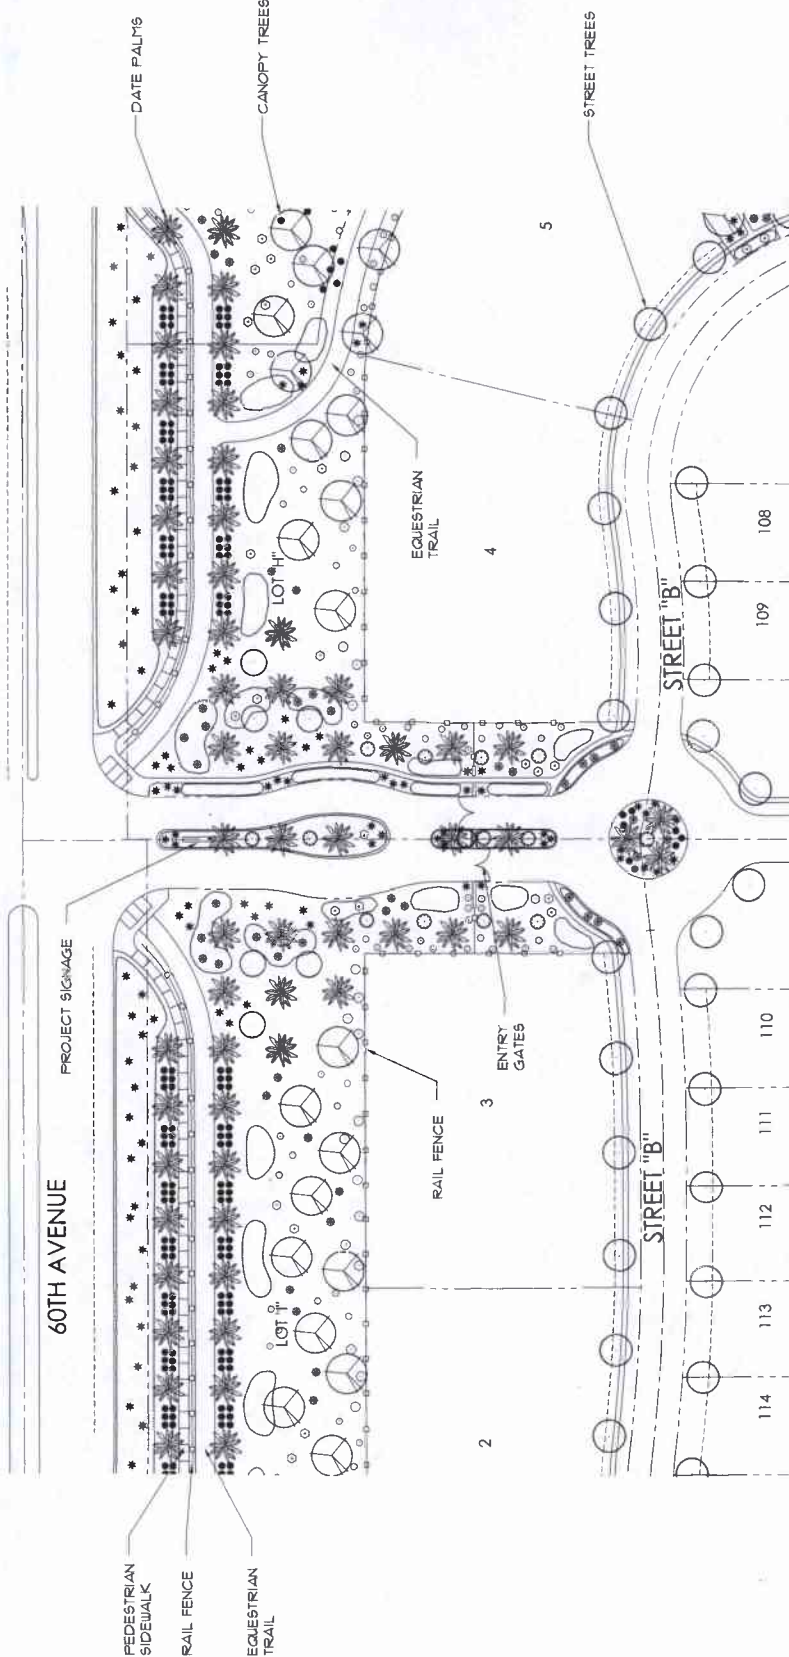 DATE PALMS
CANOPY TREES
STREET TREES
5
EQUESTRIAN
TRAIL
4
LOT "H"
108
109
STREET "B"
PROJECT SIGNAGE
60TH AVENUE
ENTRY
GATES
RAIL FENCE
3
110
111
112
113
114
STREET "B"
LOT "I"
2
PEDESTRIAN
SIDEWALK
RAIL FENCE
EQUESTRIAN
TRAIL